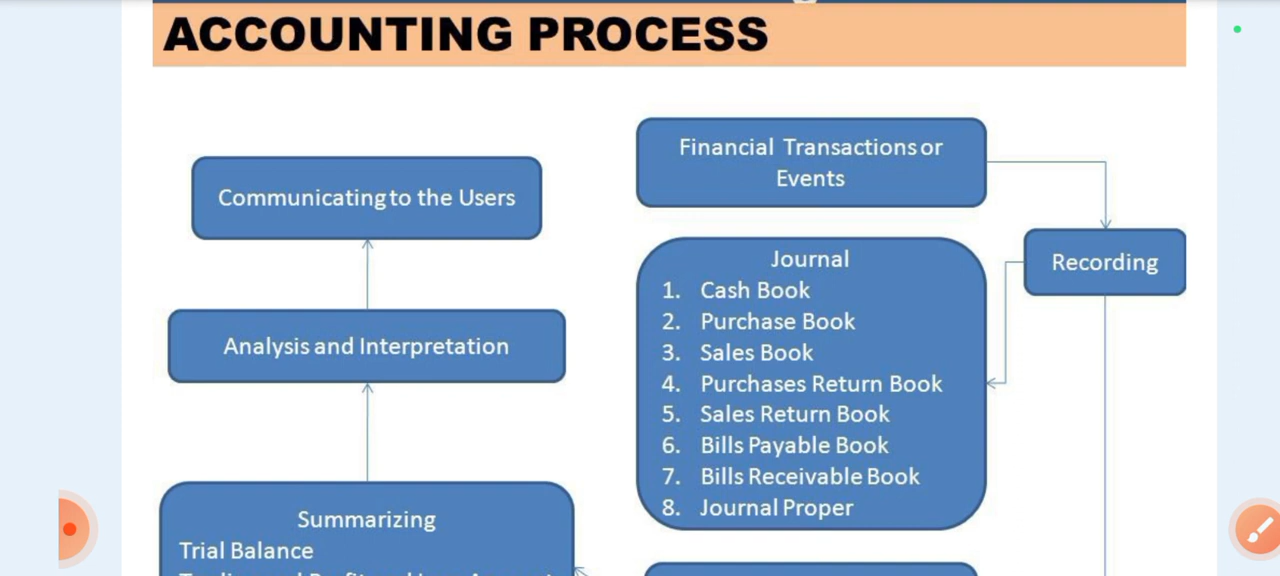 ACCOUNTING PROCESS
Financial Transactions or
Events
Communicating to the Users
Recording
Journal
1. Cash Book
2. Purchase Book
3. Sales Book
4. Purchases Return Book
5. Sales Return Book
6. Bills Payable Book
7. Bills Receivable Book
8. Journal Proper
Analysis and Interpretation
Summarizing
Trial Balance